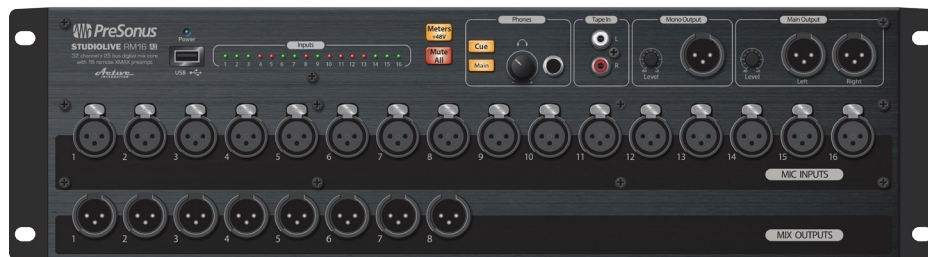 PreSonus
STUDIOLIVE RM16 AI
32 channel x 25 bus digital mix core
with 16 remote XMAX preamps
Active
INTEGRATION
Power
USB
Inputs
1 2 3 4 5 6 7 8 9 10 11 12 13 14 15 16
Meters
+48V
Mute
All
Phones
Cue
Main
Tape In
L
R
Mono Output
Level
Main Output
Level
Left
Right
1 2 3 4 5 6 7 8 9 10 11 12 13 14 15 16
MIC INPUTS
1 2 3 4 5 6 7 8
MIX OUTPUTS